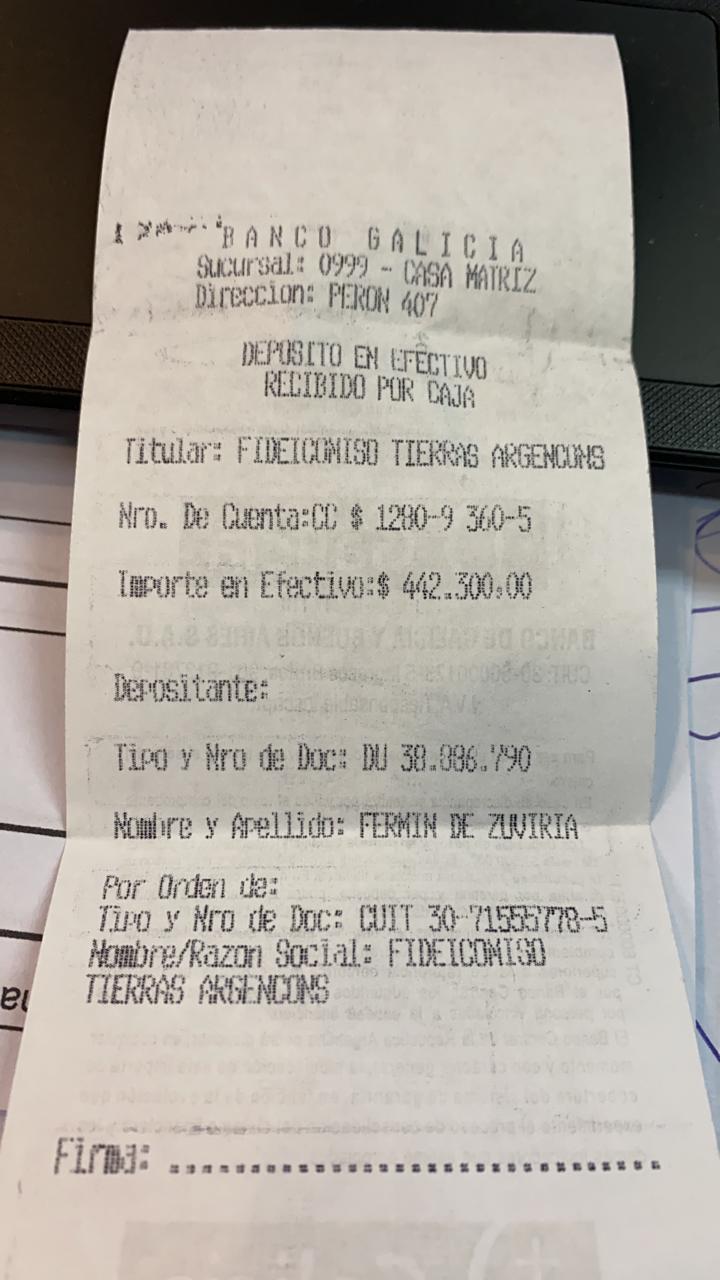 BANCO GALICIA
Sucursal: 0999 - CASA MATRIZ
Direccion: PERON 407
DEPOSITO EN EFECTIVO
RECIBIDO POR CAJA
Titular: FIDEICOMISO TIERRAS ARGENCONS
Nro. De Cuenta:CC $ 1280-9 360-5
Importe en Efectivo:$ 442.300,00
Depositante:
Tipo y Nro de Doc: DU 38.886.790
Nombre y Apellido: FERMIN DE ZUVIRIA
Por Orden de:
Tipo y Nro de Doc: CUIT 30-71555778-5
Nombre/Razon Social: FIDEICOMISO
TIERRAS ARGENCONS
Firma: ..................................